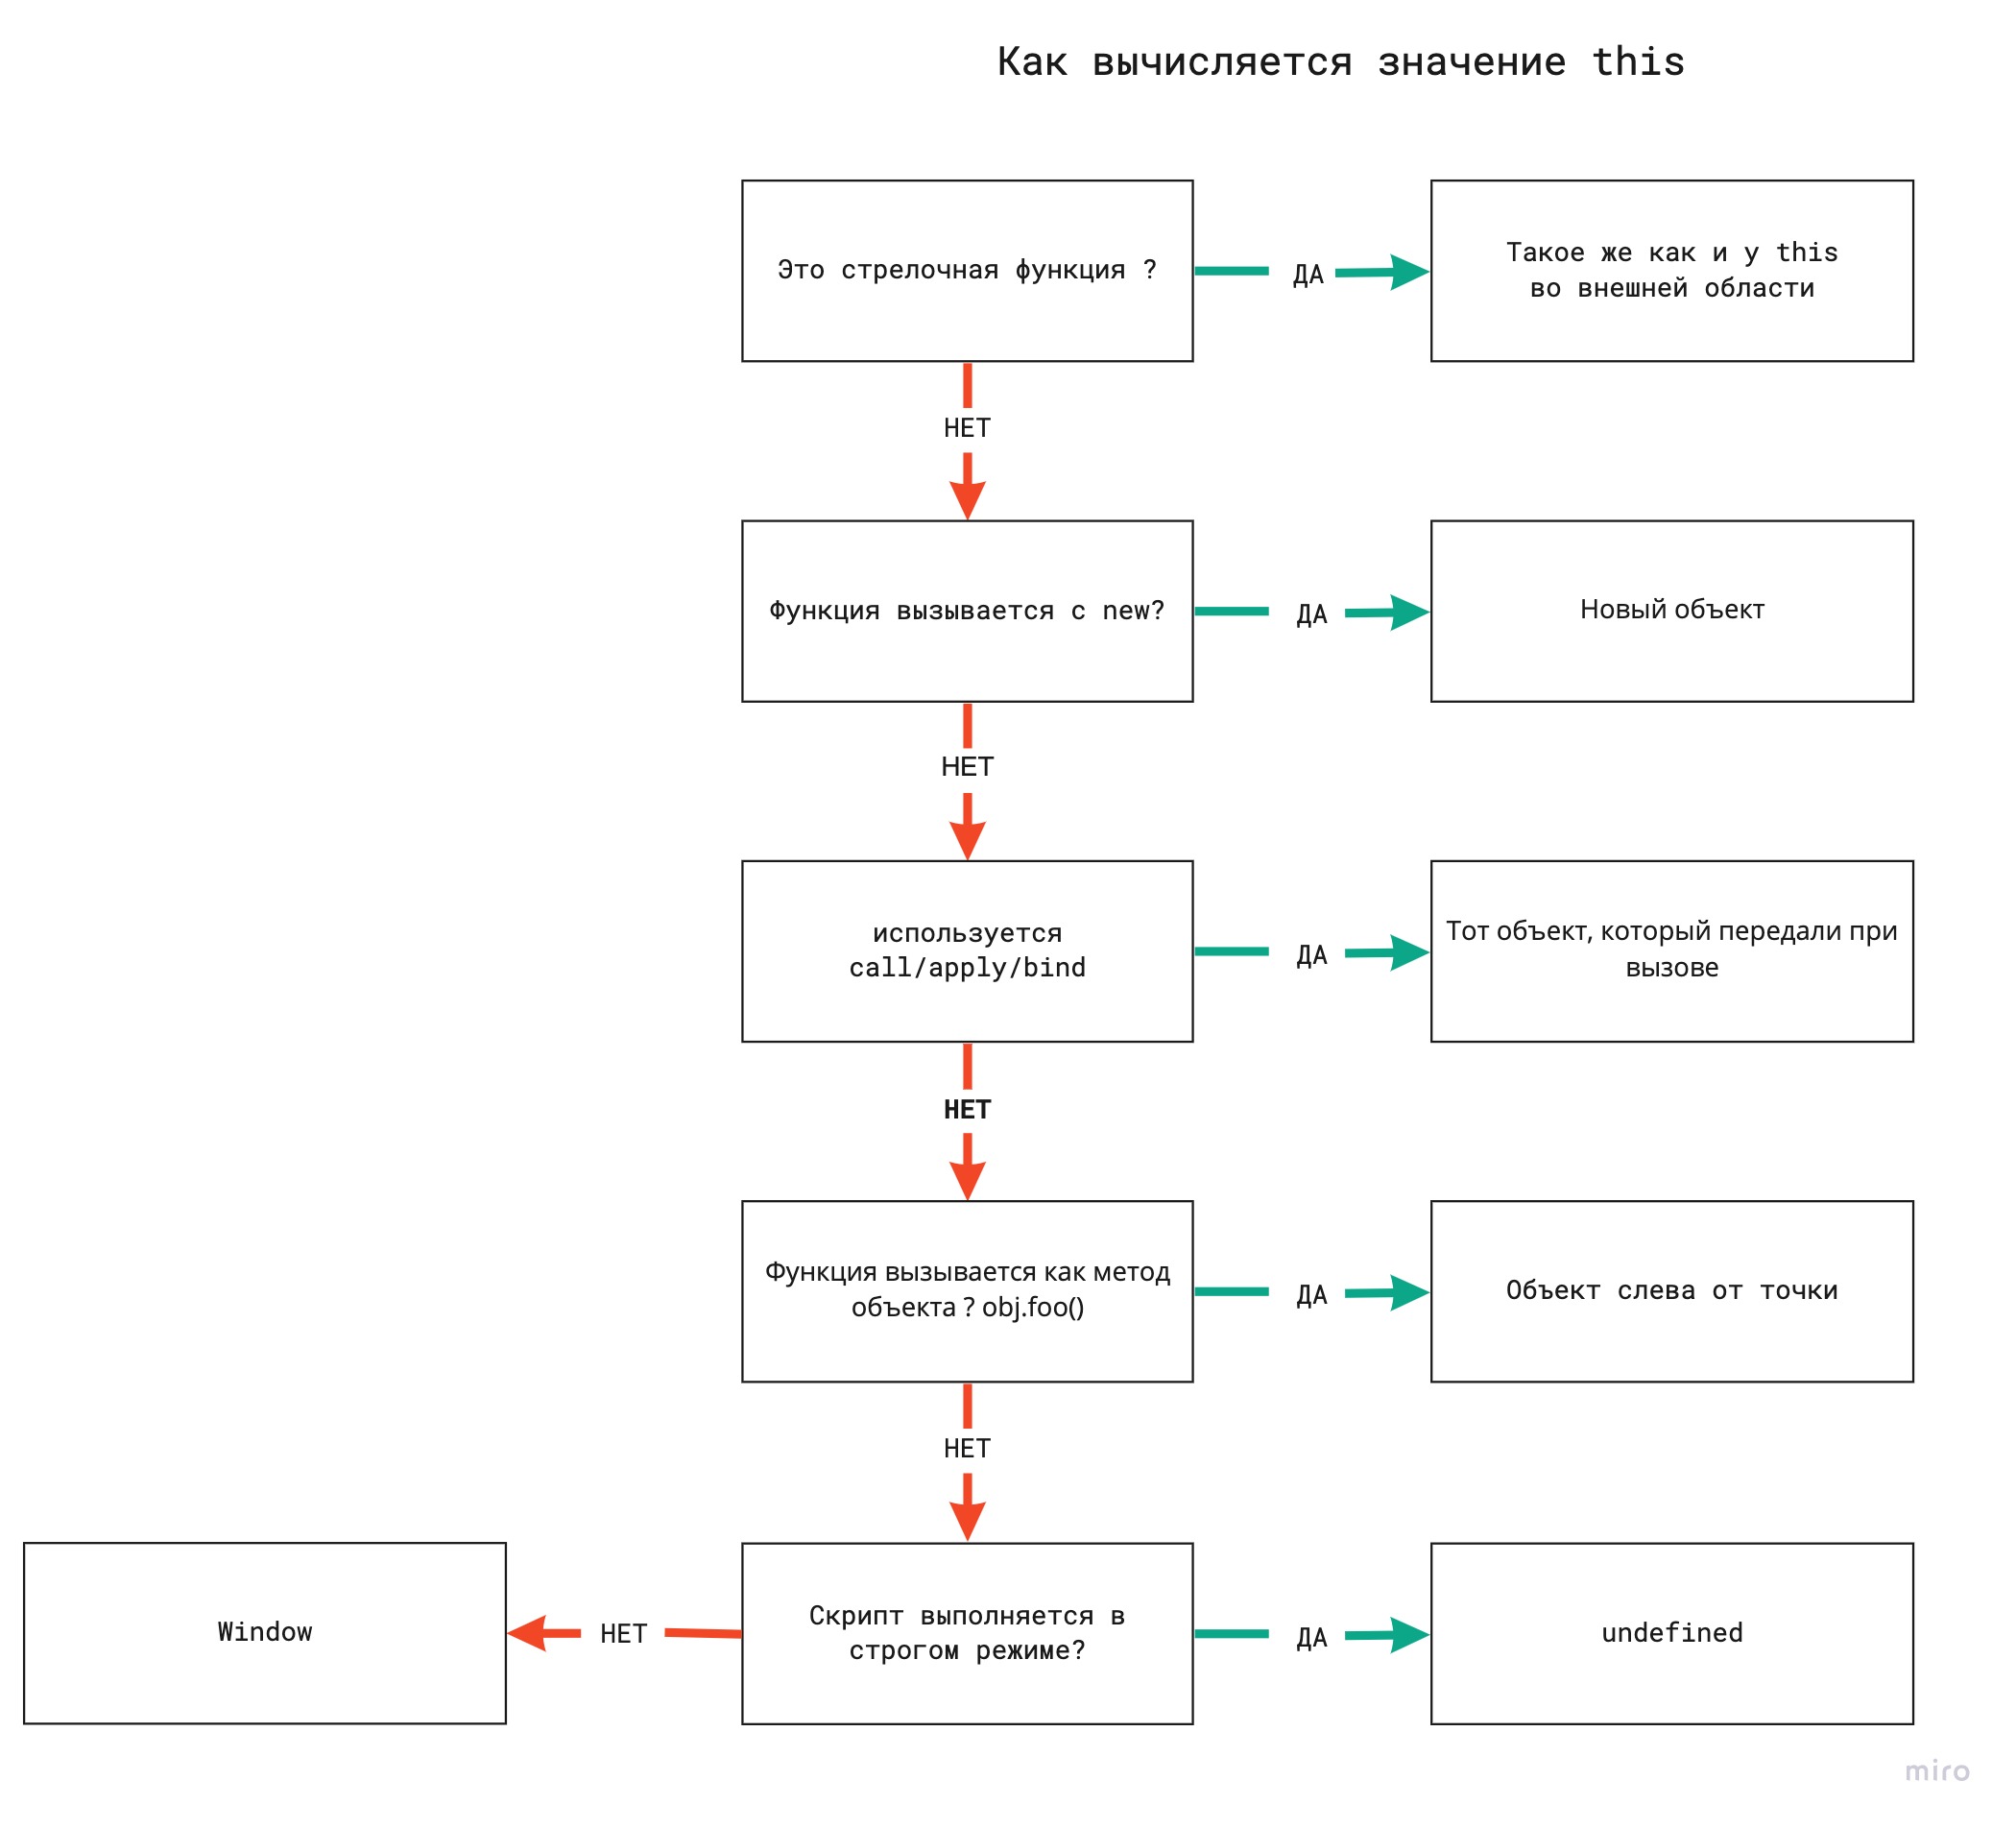 Как вычисляется значение this
Это стрелочная функция ?
ДА
Такое же как и у this
во внешней области
НЕТ
Функция вызывается с new?
ДА
Новый объект
НЕТ
используется
call/apply/bind
ДА
Тот объект, который передали при
вызове
НЕТ
Функция вызывается как метод
объекта ? obj.foo()
ДА
Объект слева от точки
НЕТ
Window
НЕТ
Скрипт выполняется в
строгом режиме?
ДА
undefined
miro